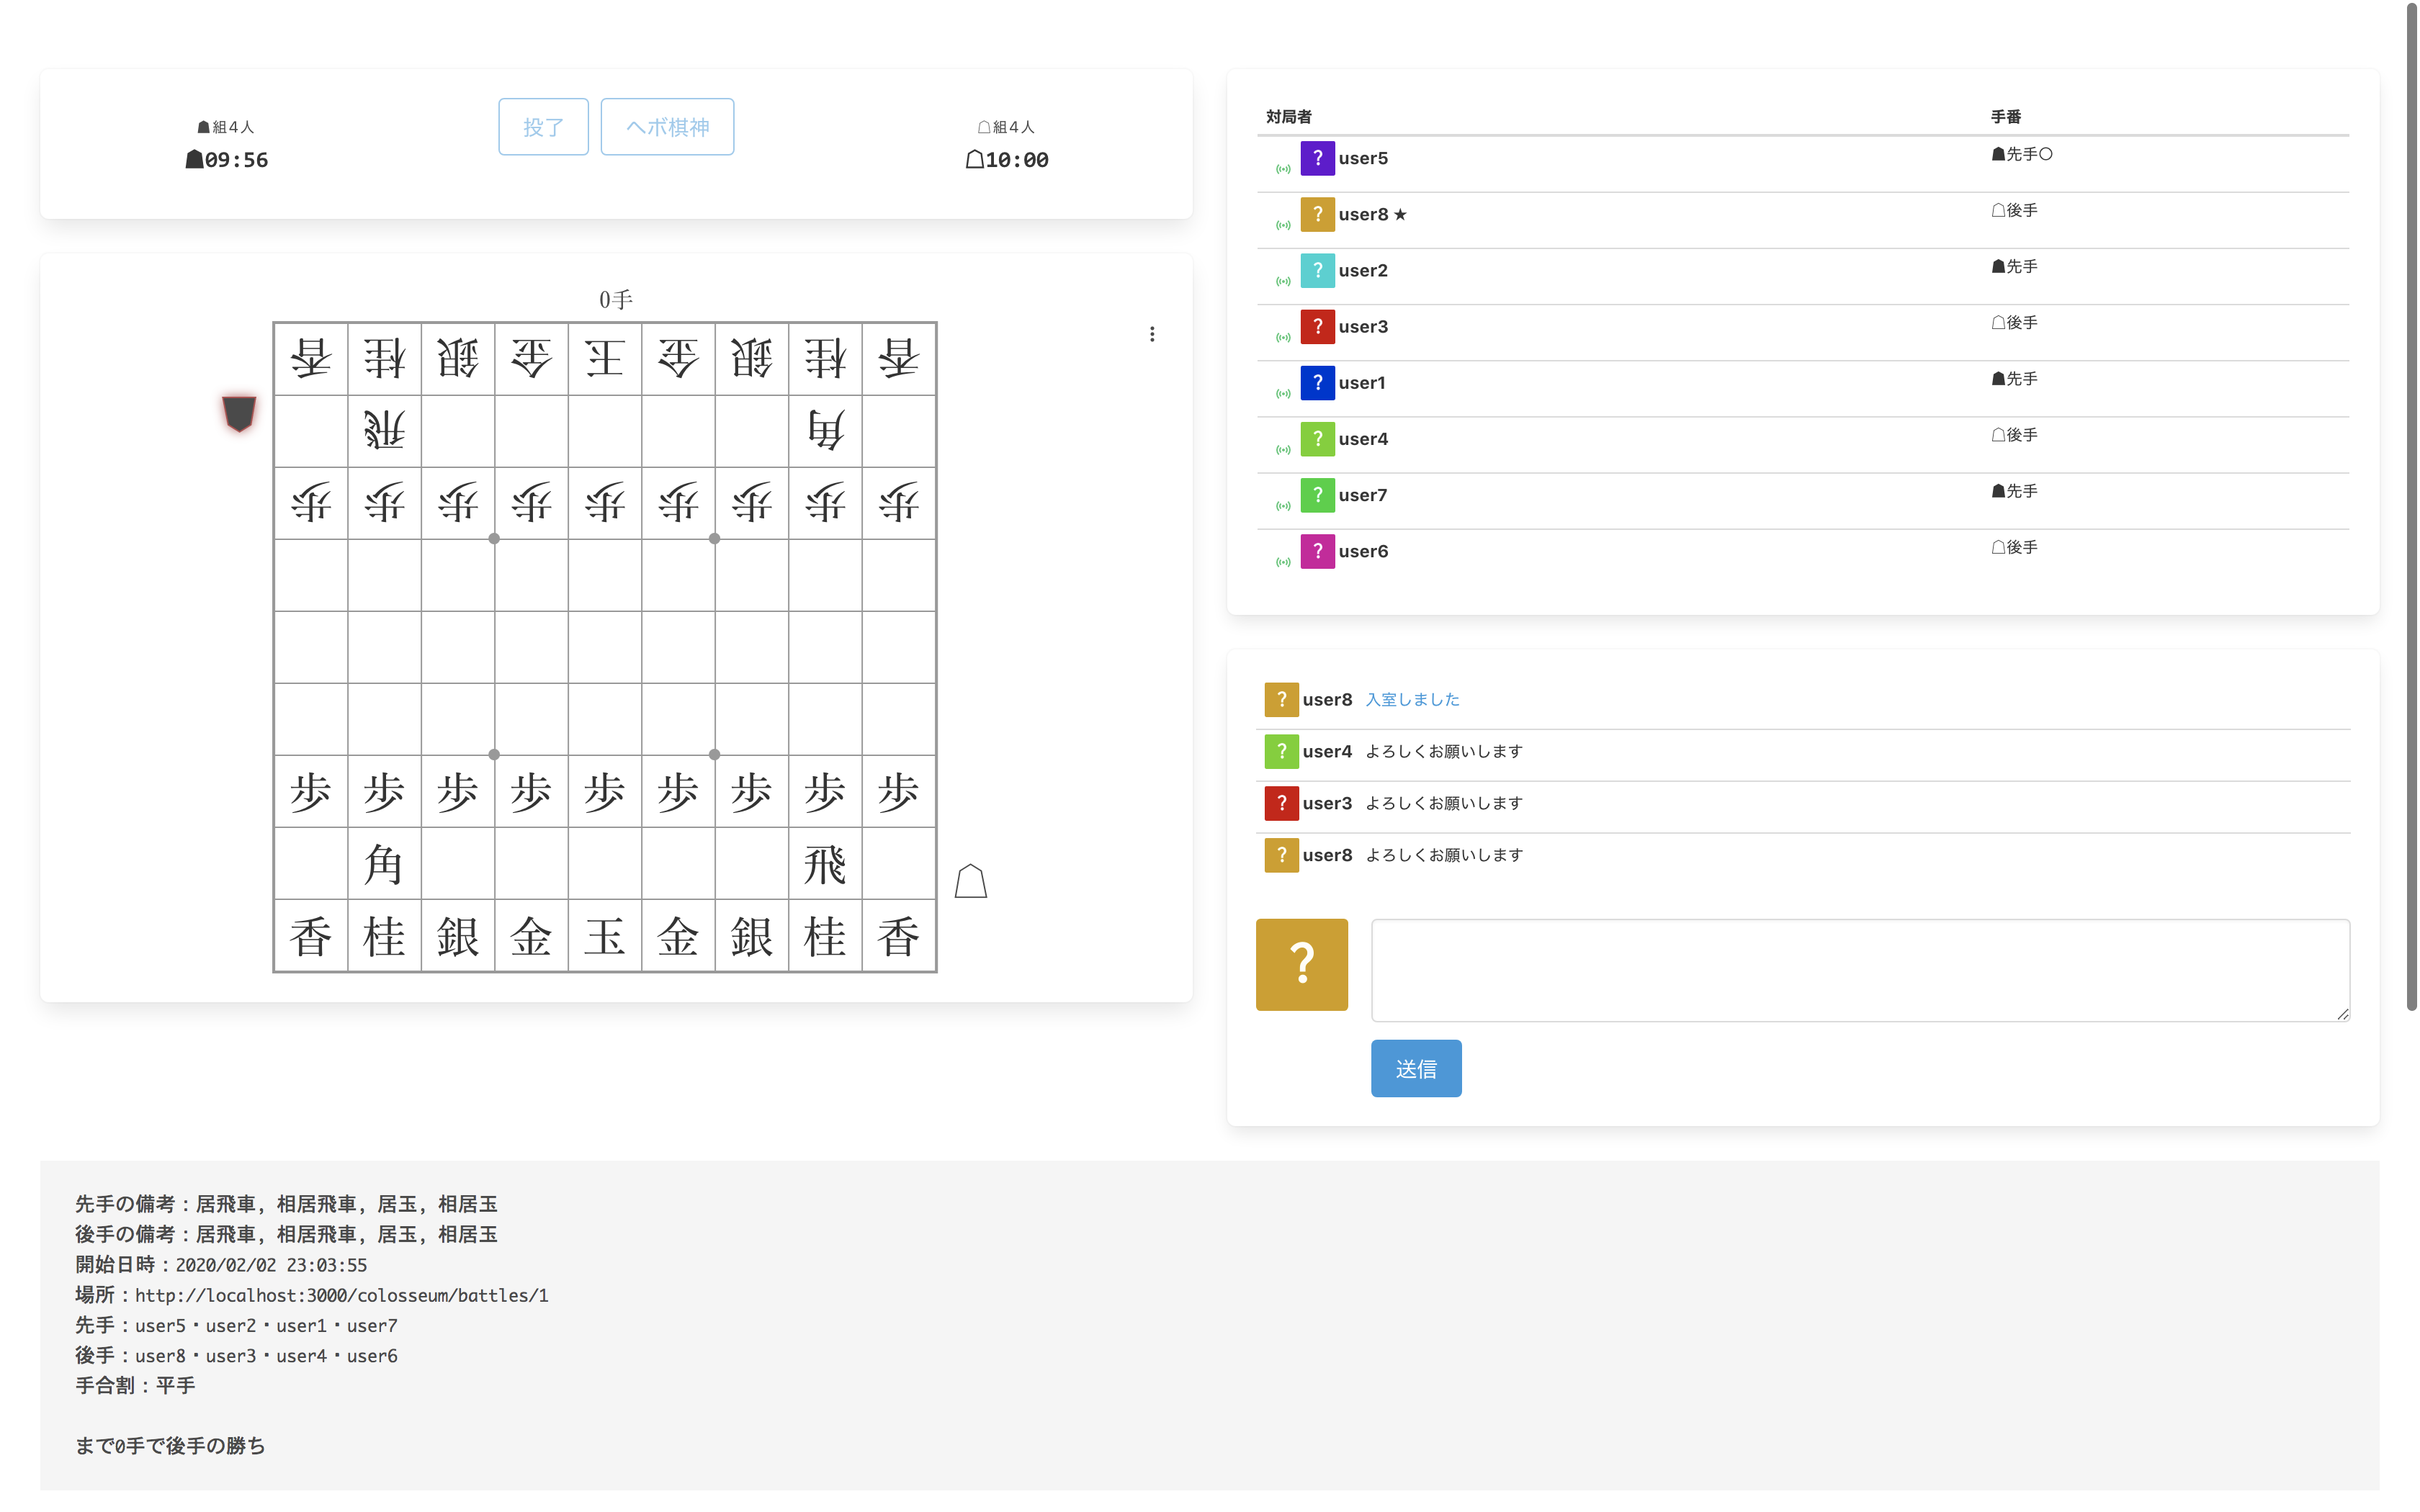 ☗組4人
☗09:56
投了
ヘボ棋神
☖組4人
☖10:00
0手
香桂銀金王金銀桂香
飛角
歩歩歩歩歩歩歩歩歩
歩歩歩歩歩歩歩歩歩
角飛
香桂銀金玉金銀桂香
対局者 手番
? user5 ☗先手○
? user8 ★ ☖後手
? user2 ☗先手
? user3 ☖後手
? user1 ☗先手
? user4 ☖後手
? user7 ☗先手
? user6 ☖後手
? user8 入室しました
? user4 よろしくお願いします
? user3 よろしくお願いします
? user8 よろしくお願いします
?
送信
先手の備考：居飛車, 相居飛車, 居玉, 相居玉
後手の備考：居飛車, 相居飛車, 居玉, 相居玉
開始日時：2020/02/02 23:03:55
場所：http://localhost:3000/colosseum/battles/1
先手：user5・user2・user1・user7
後手：user8・user3・user4・user6
手合割：平手
まで0手で後手の勝ち